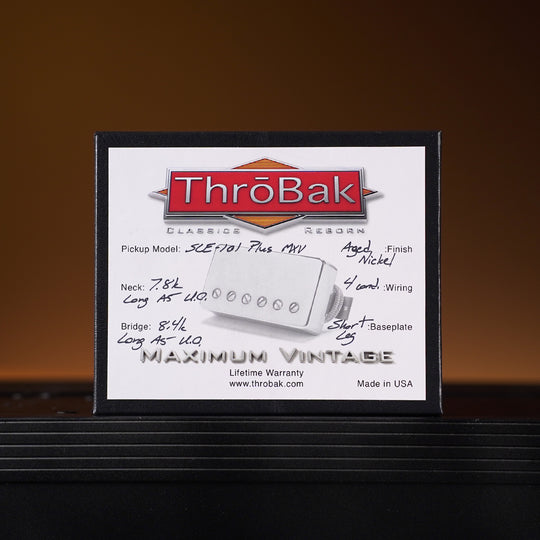 ThrōBak
CLASSICS REBORN
Pickup Model: SLE-101 Plus MXV Aged Nickel :Finish
Neck: 7.8k Long A5 U.O. 4 cond. :Wiring
Bridge: 8.4k Long A5 U.O. Short Leg :Baseplate
MAXIMUM VINTAGE
Lifetime Warranty
www.throbak.com Made in USA